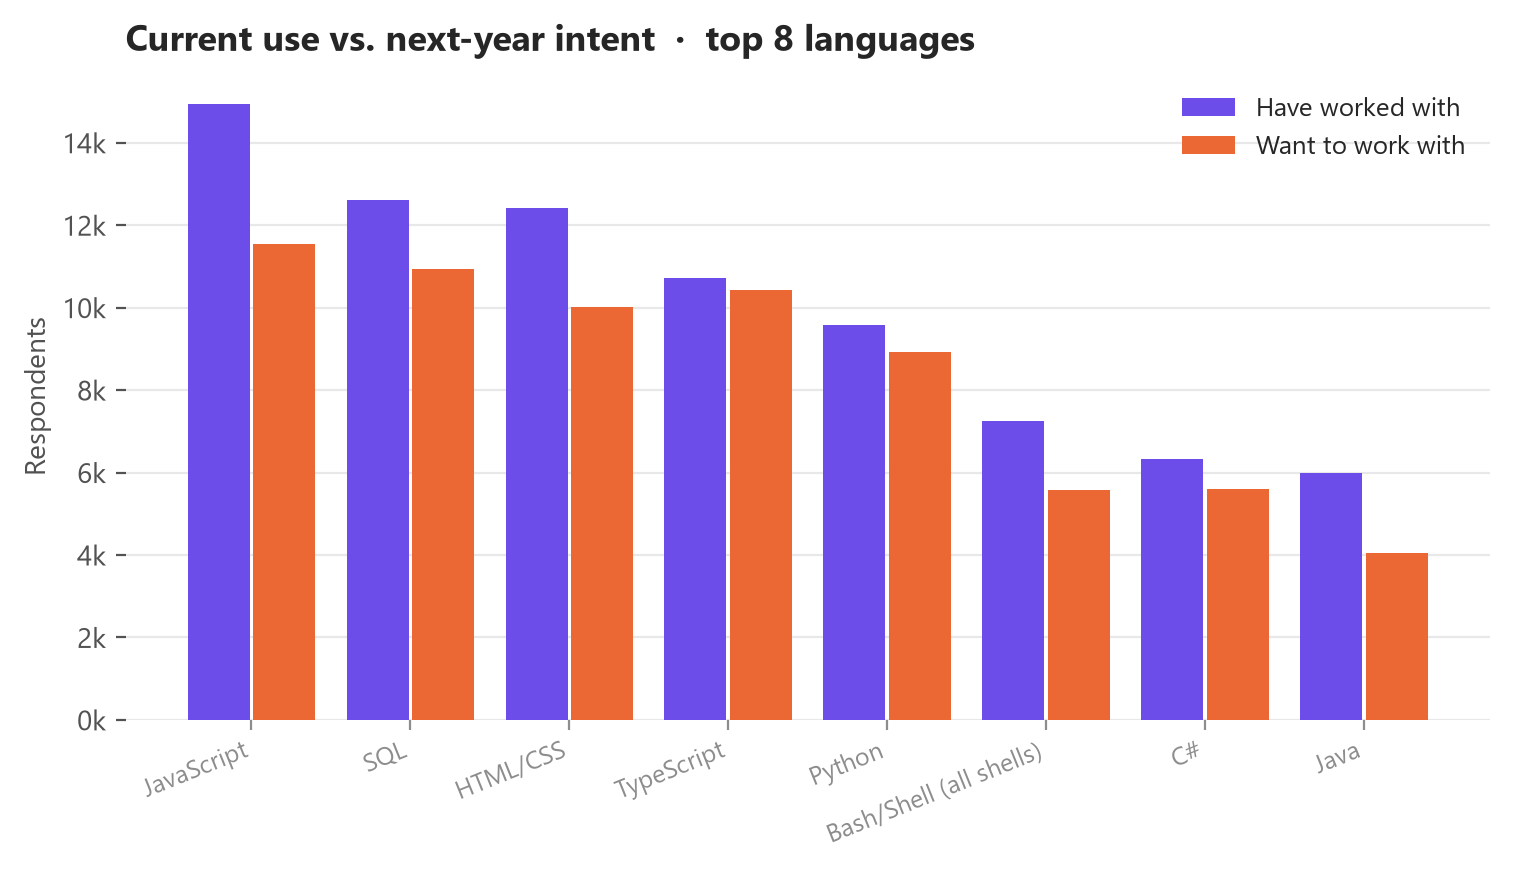 Current use vs. next-year intent · top 8 languages
Have worked with
Want to work with
Respondents
14k
12k
10k
8k
6k
4k
2k
0k
JavaScript
SQL
HTML/CSS
TypeScript
Python
Bash/Shell (all shells)
C#
Java